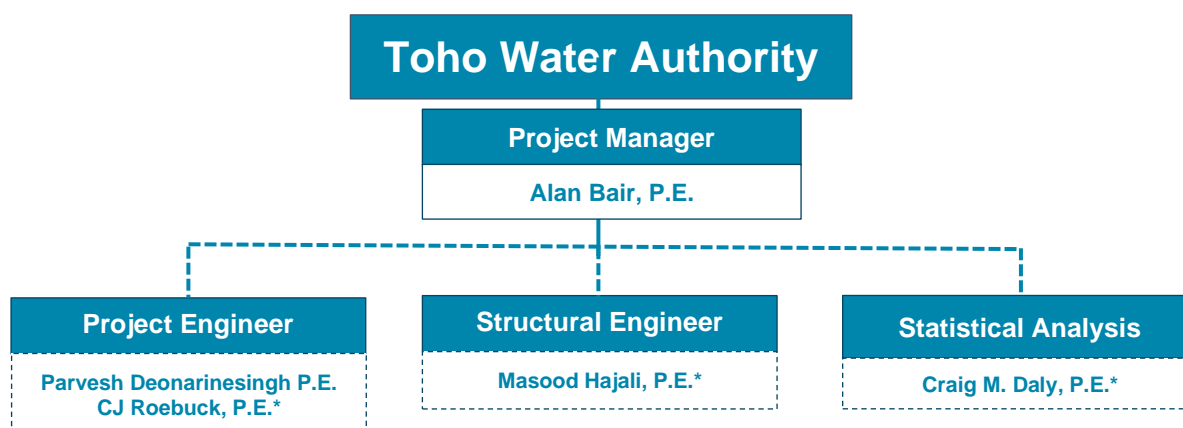 Toho Water Authority
Project Manager
Alan Bair, P.E.
Project Engineer
Parvesh Deonarinesingh P.E.
CJ Roebuck, P.E.*
Structural Engineer
Masood Hajali, P.E.*
Statistical Analysis
Craig M. Daly, P.E.*